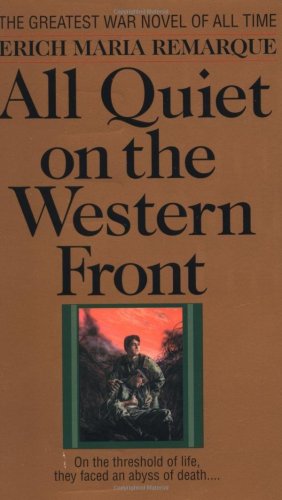 THE GREATEST WAR NOVEL OF ALL TIME
ERICH MARIA REMARQUE
All Quiet
on the
Western
Front
On the threshold of life,
they faced an abyss of death....